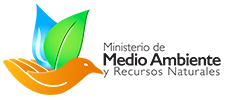 Ministerio de
Medio Ambiente
y Recursos Naturales